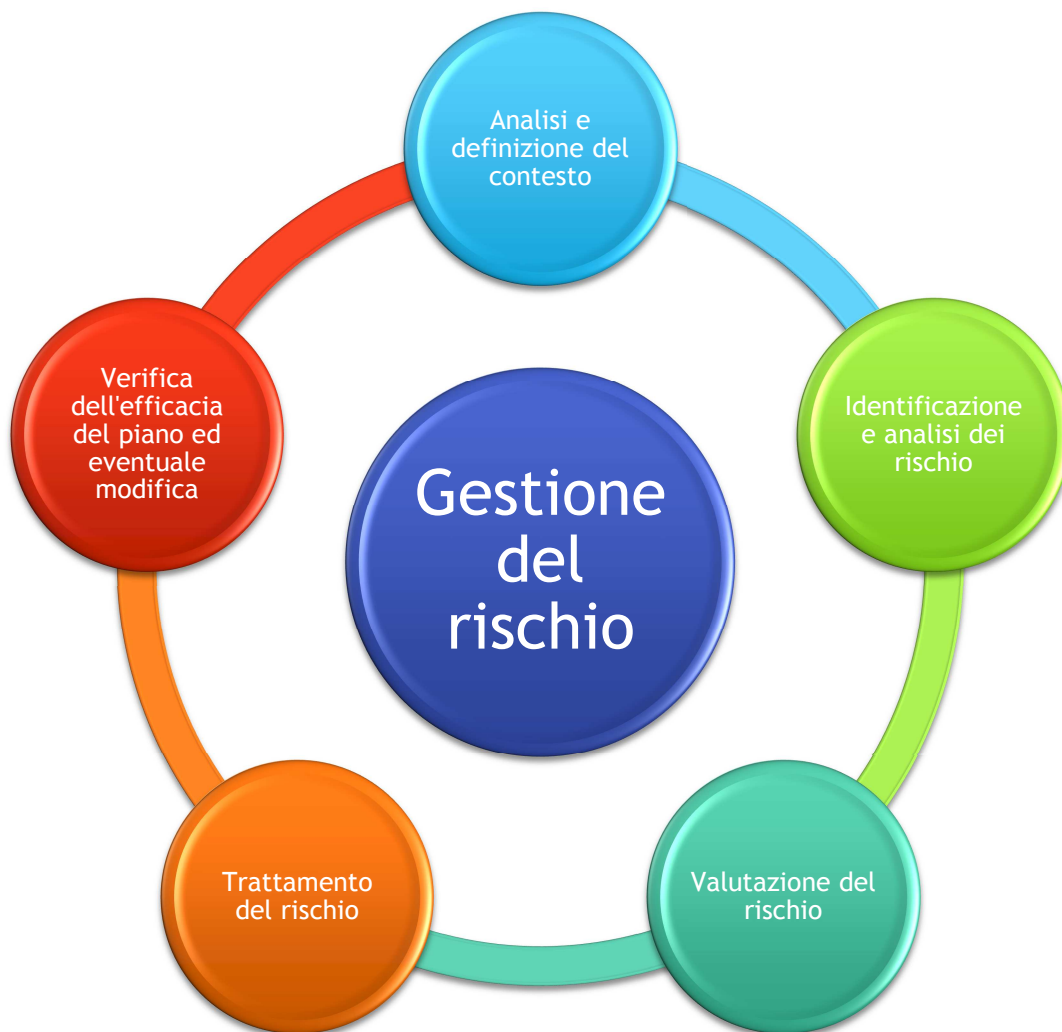 Analisi e
definizione del
contesto
Identificazione
e analisi dei
rischio
Valutazione del
rischio
Trattamento
del rischio
Verifica
dell'efficacia
del piano ed
eventuale
modifica
Gestione
del
rischio